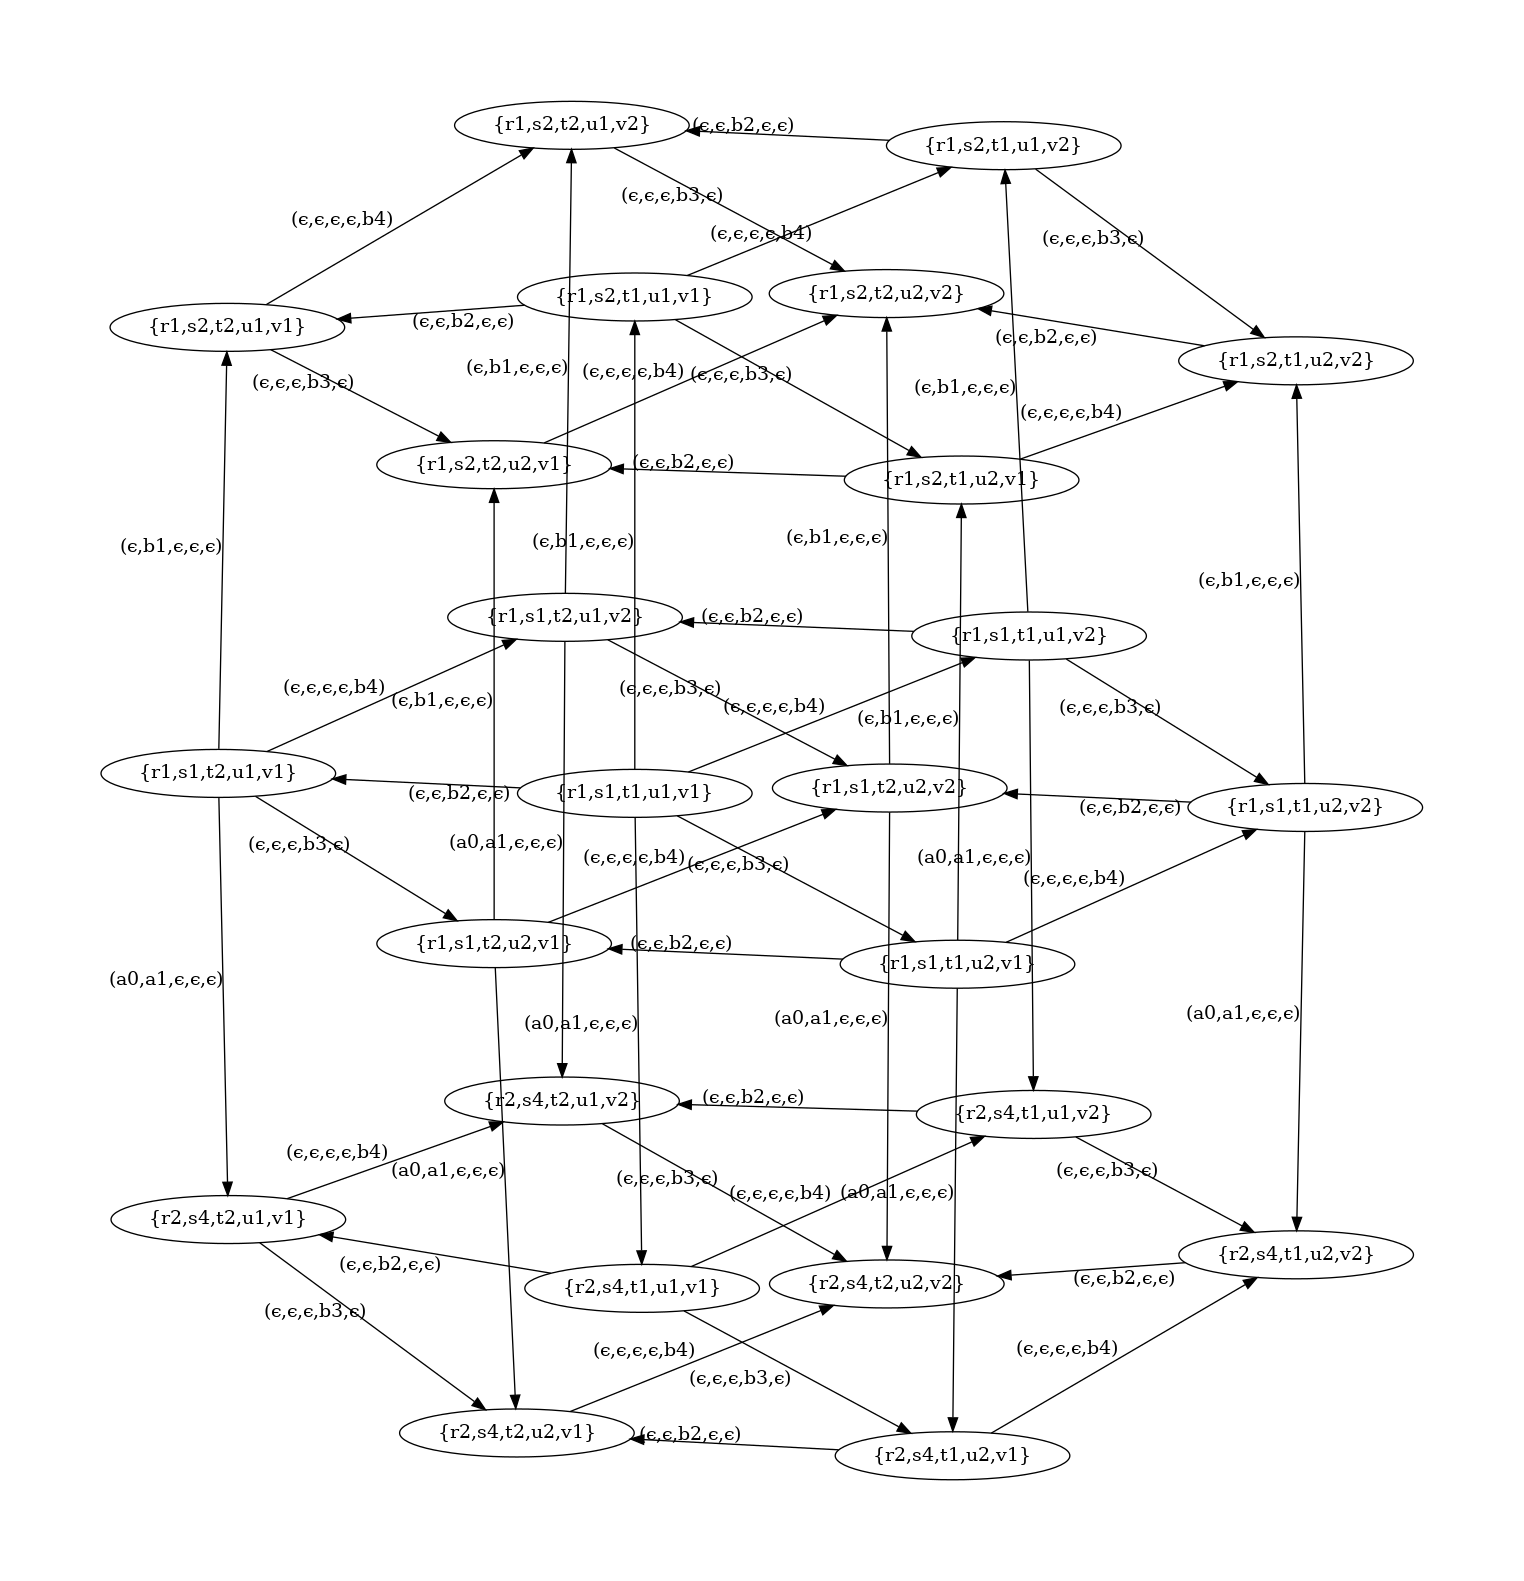 {r1,s2,t2,u1,v2}
(є,є,b2,є,є)
{r1,s2,t1,u1,v2}
(є,є,є,b3,є)
(є,є,є,є,b4)
(є,є,є,є,b4)
(є,є,є,b3,є)
{r1,s2,t2,u2,v2}
{r1,s2,t1,u1,v1}
(є,є,b2,є,є)
{r1,s2,t2,u1,v1}
(є,є,b2,є,є)
{r1,s2,t1,u2,v2}
(є,b1,є,є,є)
(є,є,є,є,b4)
(є,є,є,b3,є)
(є,є,є,b3,є)
(є,b1,є,є,є)
(є,є,є,є,b4)
(є,є,b2,є,є)
{r1,s2,t2,u2,v1}
{r1,s2,t1,u2,v1}
(є,b1,є,є,є)
(є,b1,є,є,є)
(є,b1,є,є,є)
(є,b1,є,є,є)
{r1,s1,t2,u1,v2}
(є,є,b2,є,є)
{r1,s1,t1,u1,v2}
(є,є,є,є,b4)
(є,є,є,b3,є)
(є,b1,є,є,є)
(є,є,є,є,b4)
(є,є,є,b3,є)
(є,b1,є,є,є)
{r1,s1,t2,u1,v1}
(є,є,b2,є,є)
{r1,s1,t1,u1,v1}
{r1,s1,t2,u2,v2}
(є,є,b2,є,є)
{r1,s1,t1,u2,v2}
(є,є,є,b3,є)
(a0,a1,є,є,є)
(є,є,є,є,b4)
(є,є,є,b3,є)
(a0,a1,є,є,є)
(є,є,є,є,b4)
{r1,s1,t2,u2,v1}
(є,є,b2,є,є)
{r1,s1,t1,u2,v1}
(a0,a1,є,є,є)
(a0,a1,є,є,є)
(a0,a1,є,є,є)
(a0,a1,є,є,є)
{r2,s4,t2,u1,v2}
(є,є,b2,є,є)
{r2,s4,t1,u1,v2}
(є,є,є,є,b4)
(a0,a1,є,є,є)
(є,є,є,b3,є)
(є,є,є,є,b4)
(a0,a1,є,є,є)
(є,є,є,b3,є)
{r2,s4,t2,u1,v1}
(є,є,b2,є,є)
{r2,s4,t1,u1,v1}
{r2,s4,t2,u2,v2}
(є,є,b2,є,є)
{r2,s4,t1,u2,v2}
(є,є,є,b3,є)
(є,є,є,є,b4)
(є,є,є,b3,є)
(є,є,є,є,b4)
{r2,s4,t2,u2,v1}
(є,є,b2,є,є)
{r2,s4,t1,u2,v1}